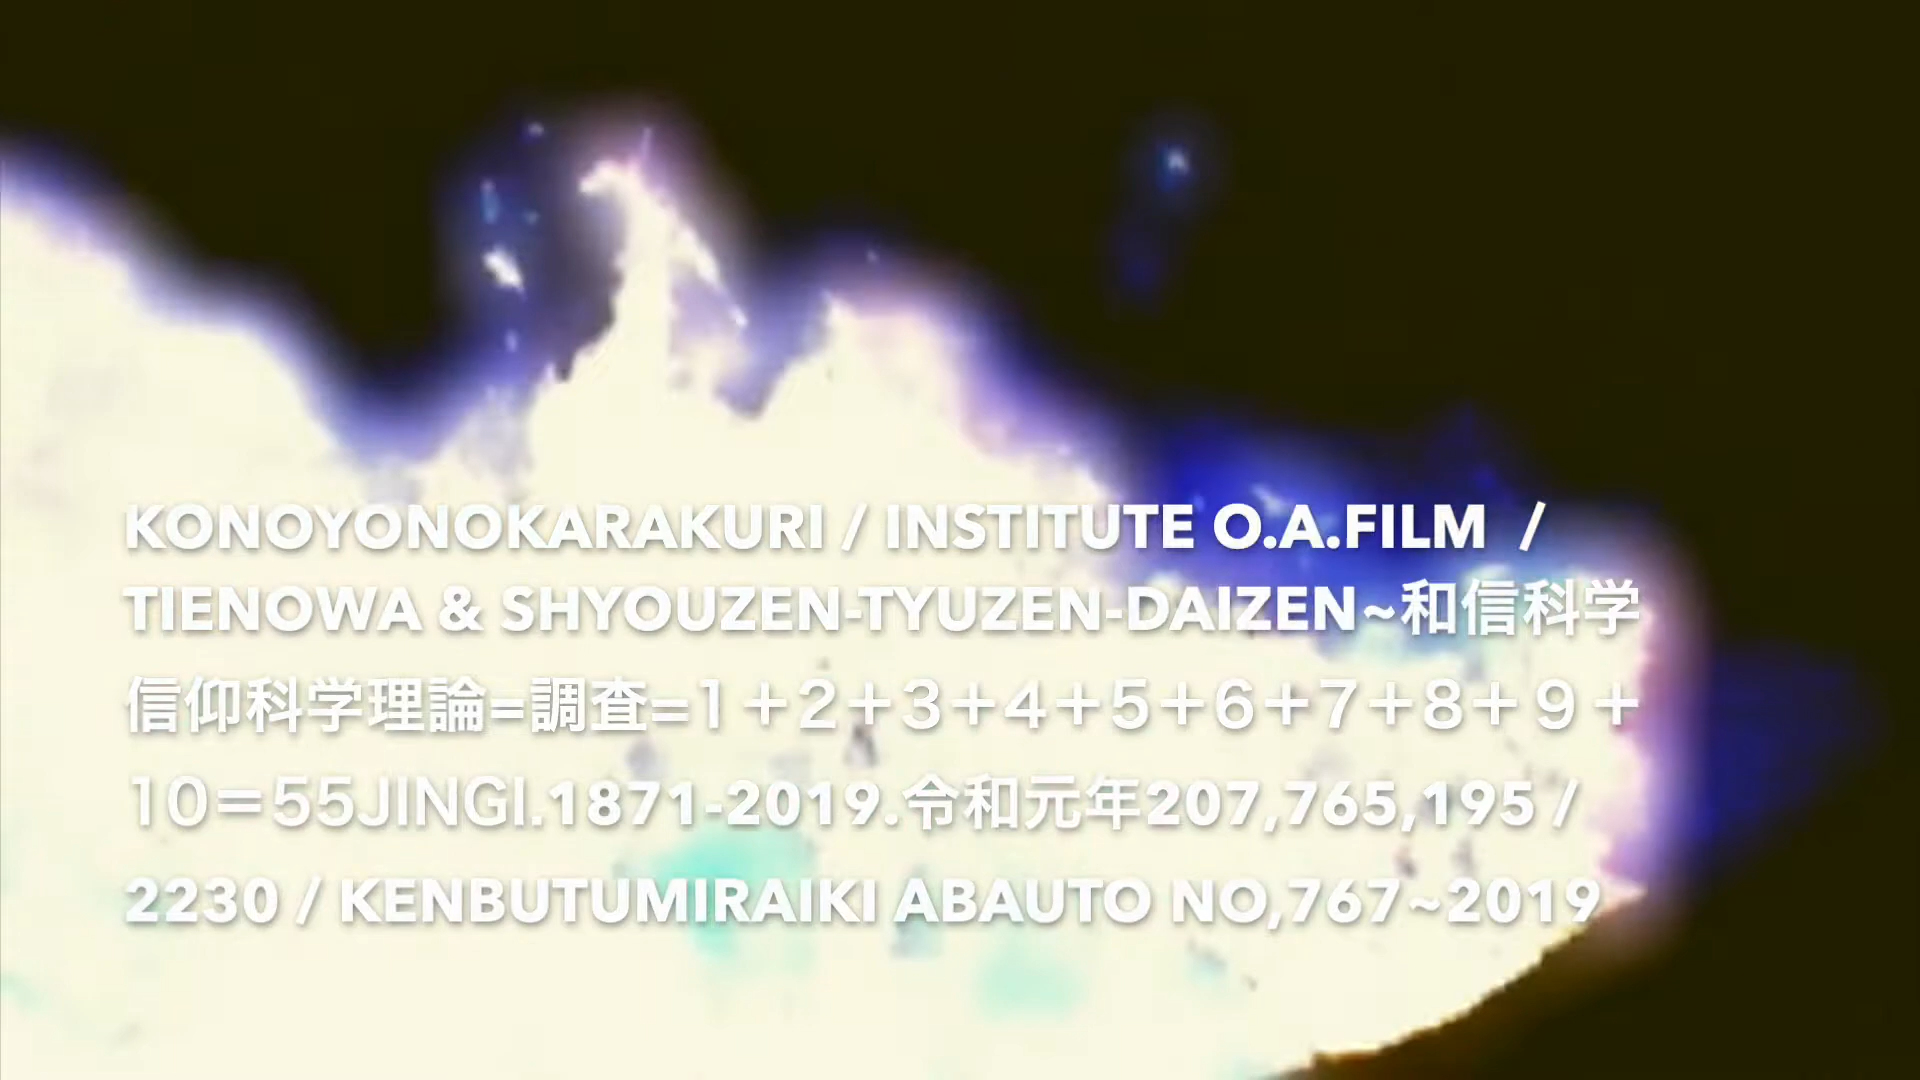 KONOYONOKARAKURI / INSTITUTE O.A.FILM /
TIENOWA & SHYOUZEN-TYUZEN-DAIZEN~和信科学
信仰科学理論=調査=１＋２＋３＋４＋５＋６＋７＋８＋９＋
１０＝５５JINGI.1871-2019.令和元年207,765,195 /
2230 / KENBUTUMIRAIKI ABAUTO NO,767~2019